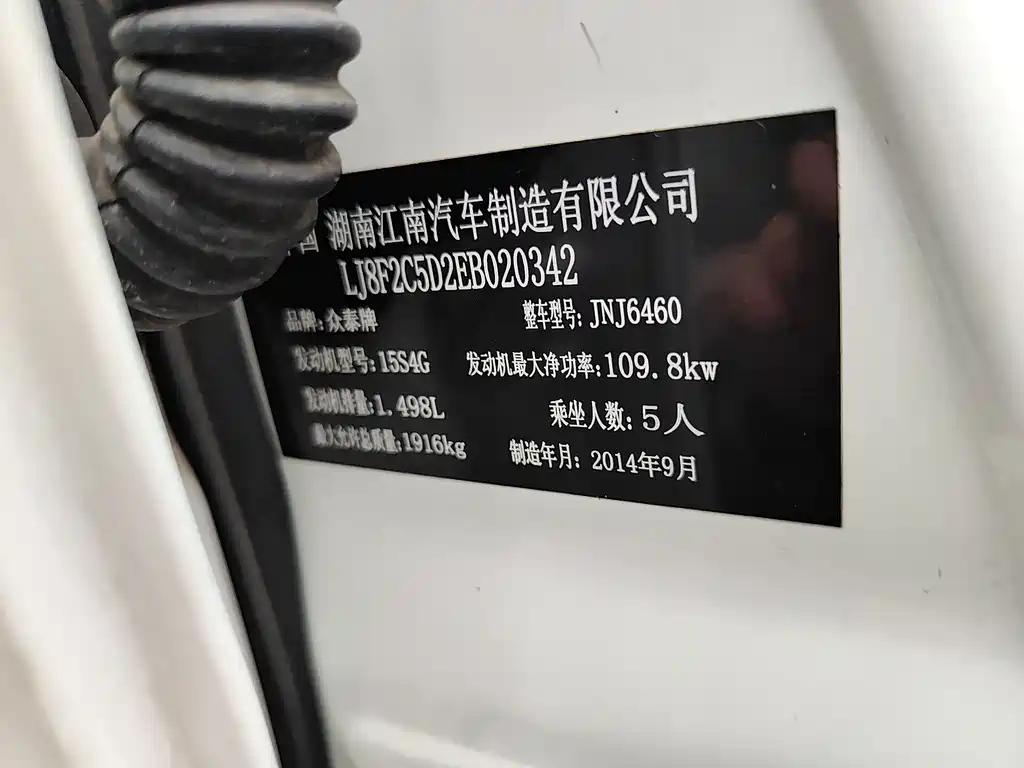 国 湖南江南汽车制造有限公司
LJ8F2C5D2EB020342
品牌:众泰牌 整车型号:JNJ6460
发动机型号:15S4G 发动机最大净功率:109.8kw
发动机排量:1.498L 乘坐人数:5人
最大允许总质量:1916kg 制造年月:2014年9月